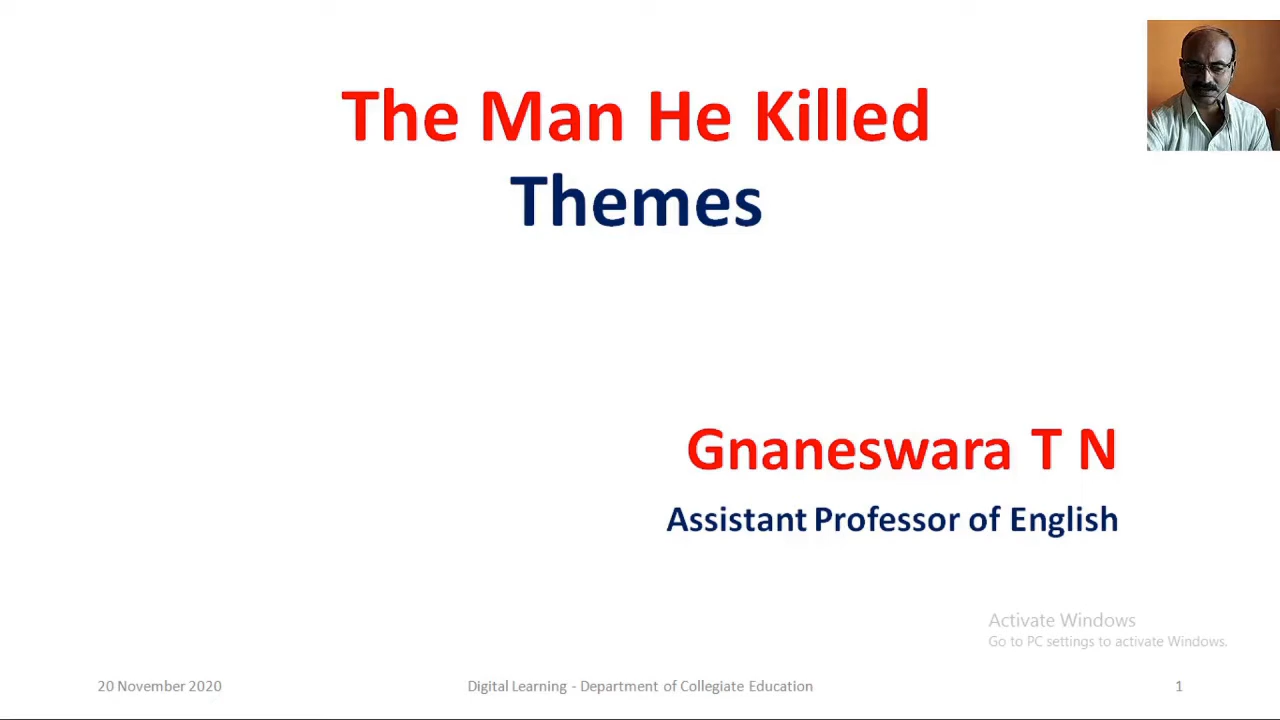 The Man He Killed
Themes
Gnaneswara T N
Assistant Professor of English
Activate Windows
Go to PC settings to activate Windows.
20 November 2020
Digital Learning - Department of Collegiate Education
1